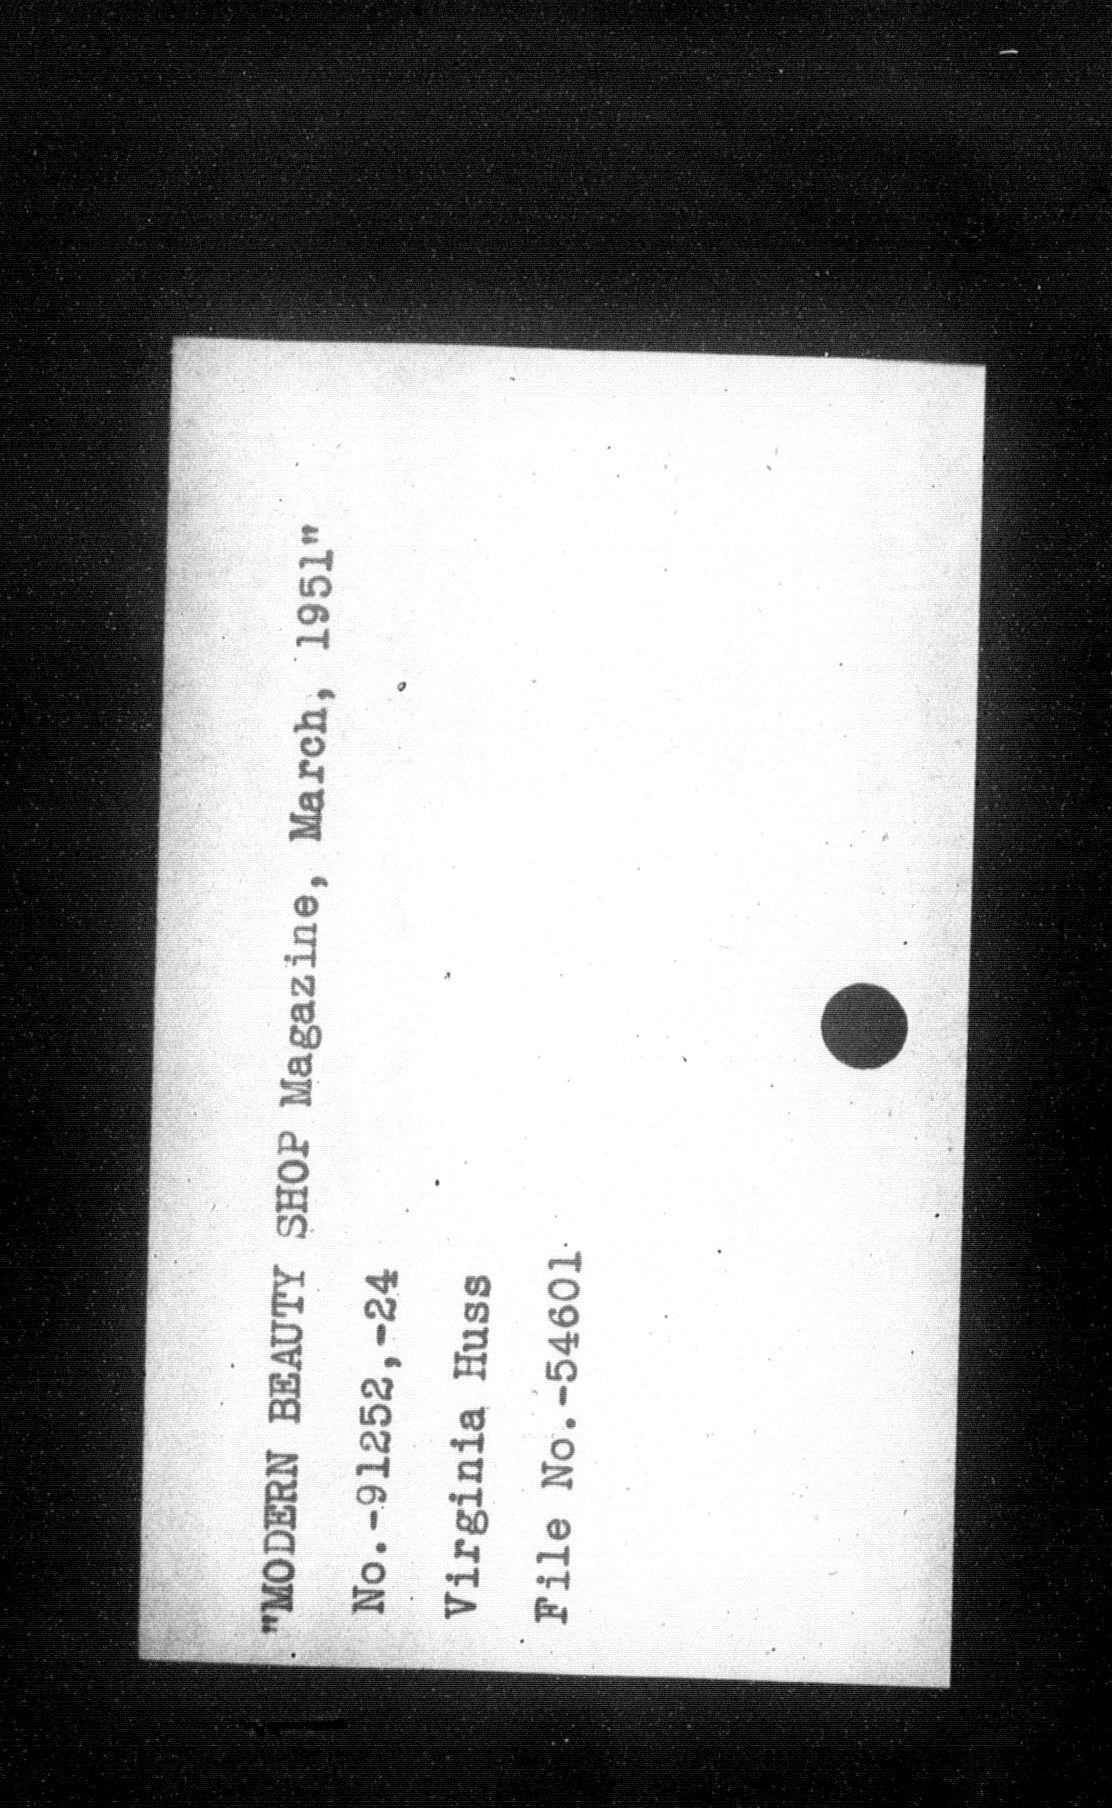 "MODERN BEAUTY SHOP Magazine, March, 1951"
No.-91252,-24
Virginia Huss
File No.-54601